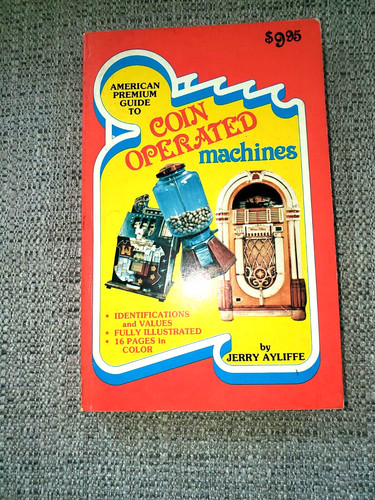 $9.95
AMERICAN
PREMIUM
GUIDE
TO
COIN
OPERATED
machines
• IDENTIFICATIONS
and VALUES
• FULLY ILLUSTRATED
• 16 PAGES in
COLOR
by
JERRY AYLIFFE